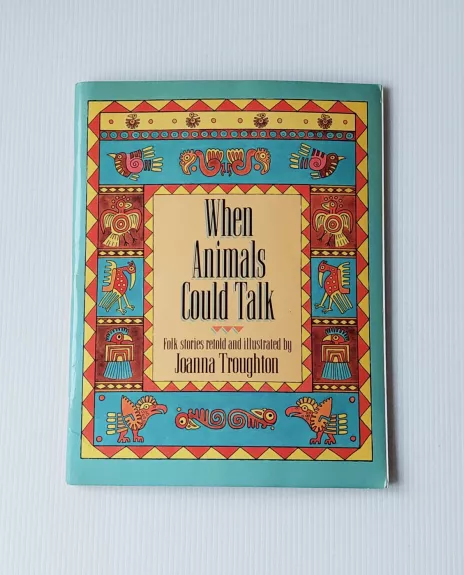 When
Animals
Could Talk
Folk stories retold and illustrated by
Joanna Troughton